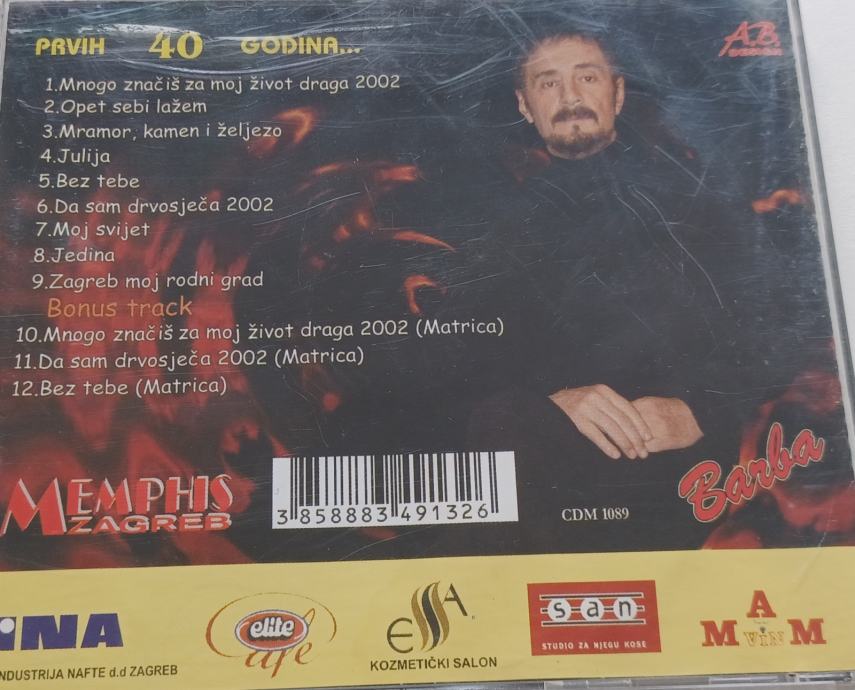 PRVIH 40 GODINA...
A.B.
DESIGN
1.Mnogo značiš za moj život draga 2002
2.Opet sebi lažem
3.Mramor, kamen i željezo
4.Julija
5.Bez tebe
6.Da sam drvosječa 2002
7.Moj svijet
8.Jedina
9.Zagreb moj rodni grad
Bonus track
10.Mnogo značiš za moj život draga 2002 (Matrica)
11.Da sam drvosječa 2002 (Matrica)
12.Bez tebe (Matrica)
MEMPHIS
ZAGREB
3 858883 491326
CDM 1089
Barba
INA
INDUSTRIJA NAFTE d.d ZAGREB
elite
Cafe
ESSA
KOZMETIČKI SALON
san
STUDIO ZA NJEGU KOSE
A
M VIN M